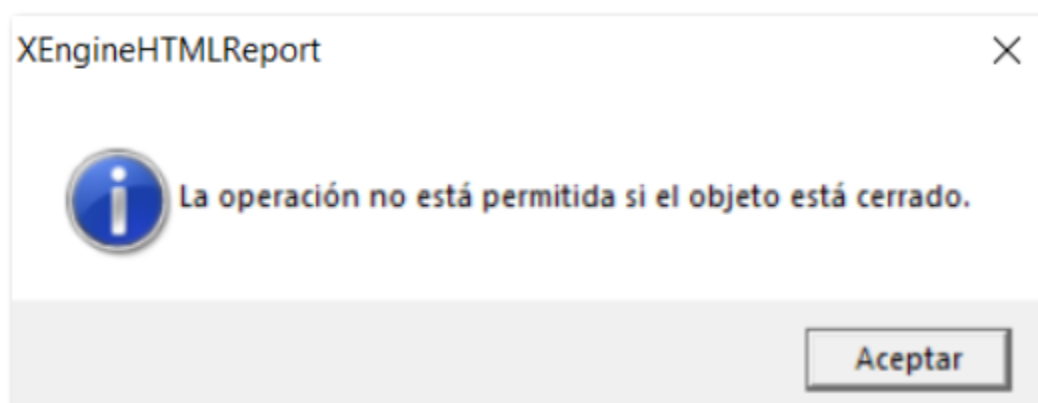 XEngineHTMLReport
La operación no está permitida si el objeto está cerrado.
Aceptar